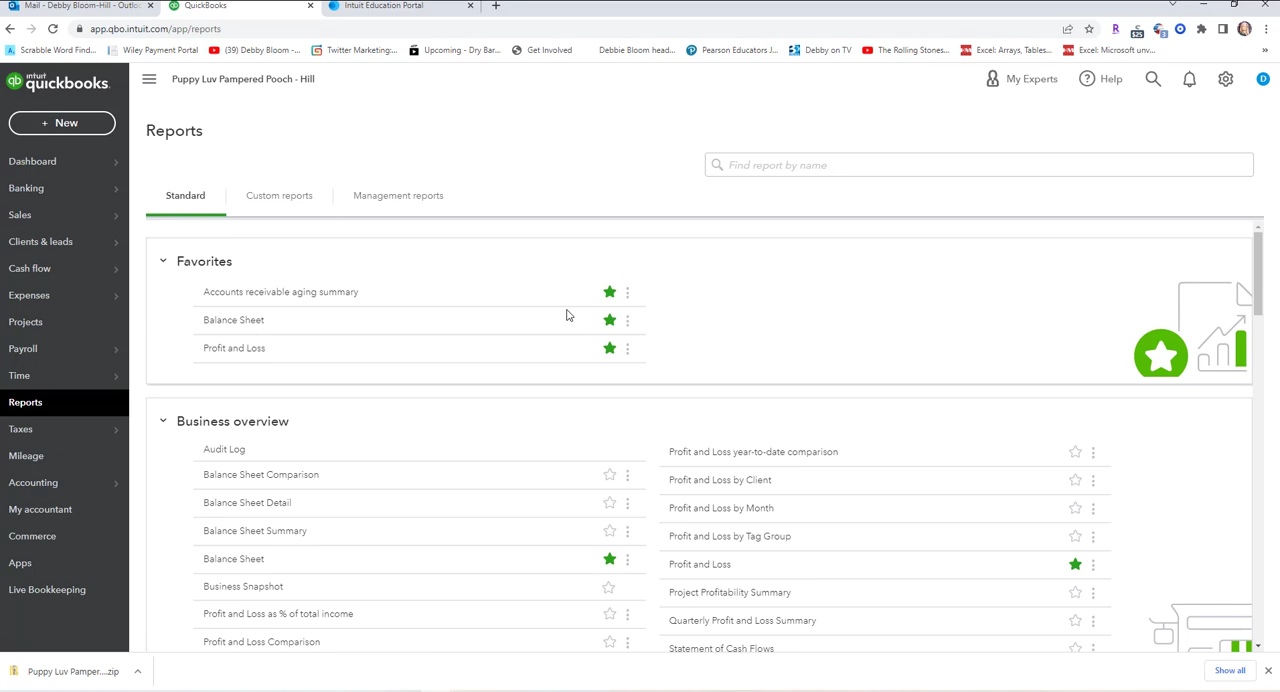 Mail - Debby Bloom-Hill - Outlo
QuickBooks
Intuit Education Portal
app.qbo.intuit.com/app/reports
Scrabble Word Find...
Wiley Payment Portal
(39) Debby Bloom -...
Twitter Marketing:...
Upcoming - Dry Bar...
Get Involved
Debbie Bloom head...
Pearson Educators J...
Debby on TV
The Rolling Stones...
Excel: Arrays, Tables...
Excel: Microsoft unv...
$25
3
intuit quickbooks.
Puppy Luv Pampered Pooch - Hill
My Experts
Help
D
+ New
Dashboard
Banking
Sales
Clients & leads
Cash flow
Expenses
Projects
Payroll
Time
Reports
Taxes
Mileage
Accounting
My accountant
Commerce
Apps
Live Bookkeeping
Reports
Find report by name
Standard
Custom reports
Management reports
Favorites
Accounts receivable aging summary
Balance Sheet
Profit and Loss
Business overview
Audit Log
Balance Sheet Comparison
Balance Sheet Detail
Balance Sheet Summary
Balance Sheet
Business Snapshot
Profit and Loss as % of total income
Profit and Loss Comparison
Profit and Loss year-to-date comparison
Profit and Loss by Client
Profit and Loss by Month
Profit and Loss by Tag Group
Profit and Loss
Project Profitability Summary
Quarterly Profit and Loss Summary
Statement of Cash Flows
Puppy Luv Pamper....zip
Show all